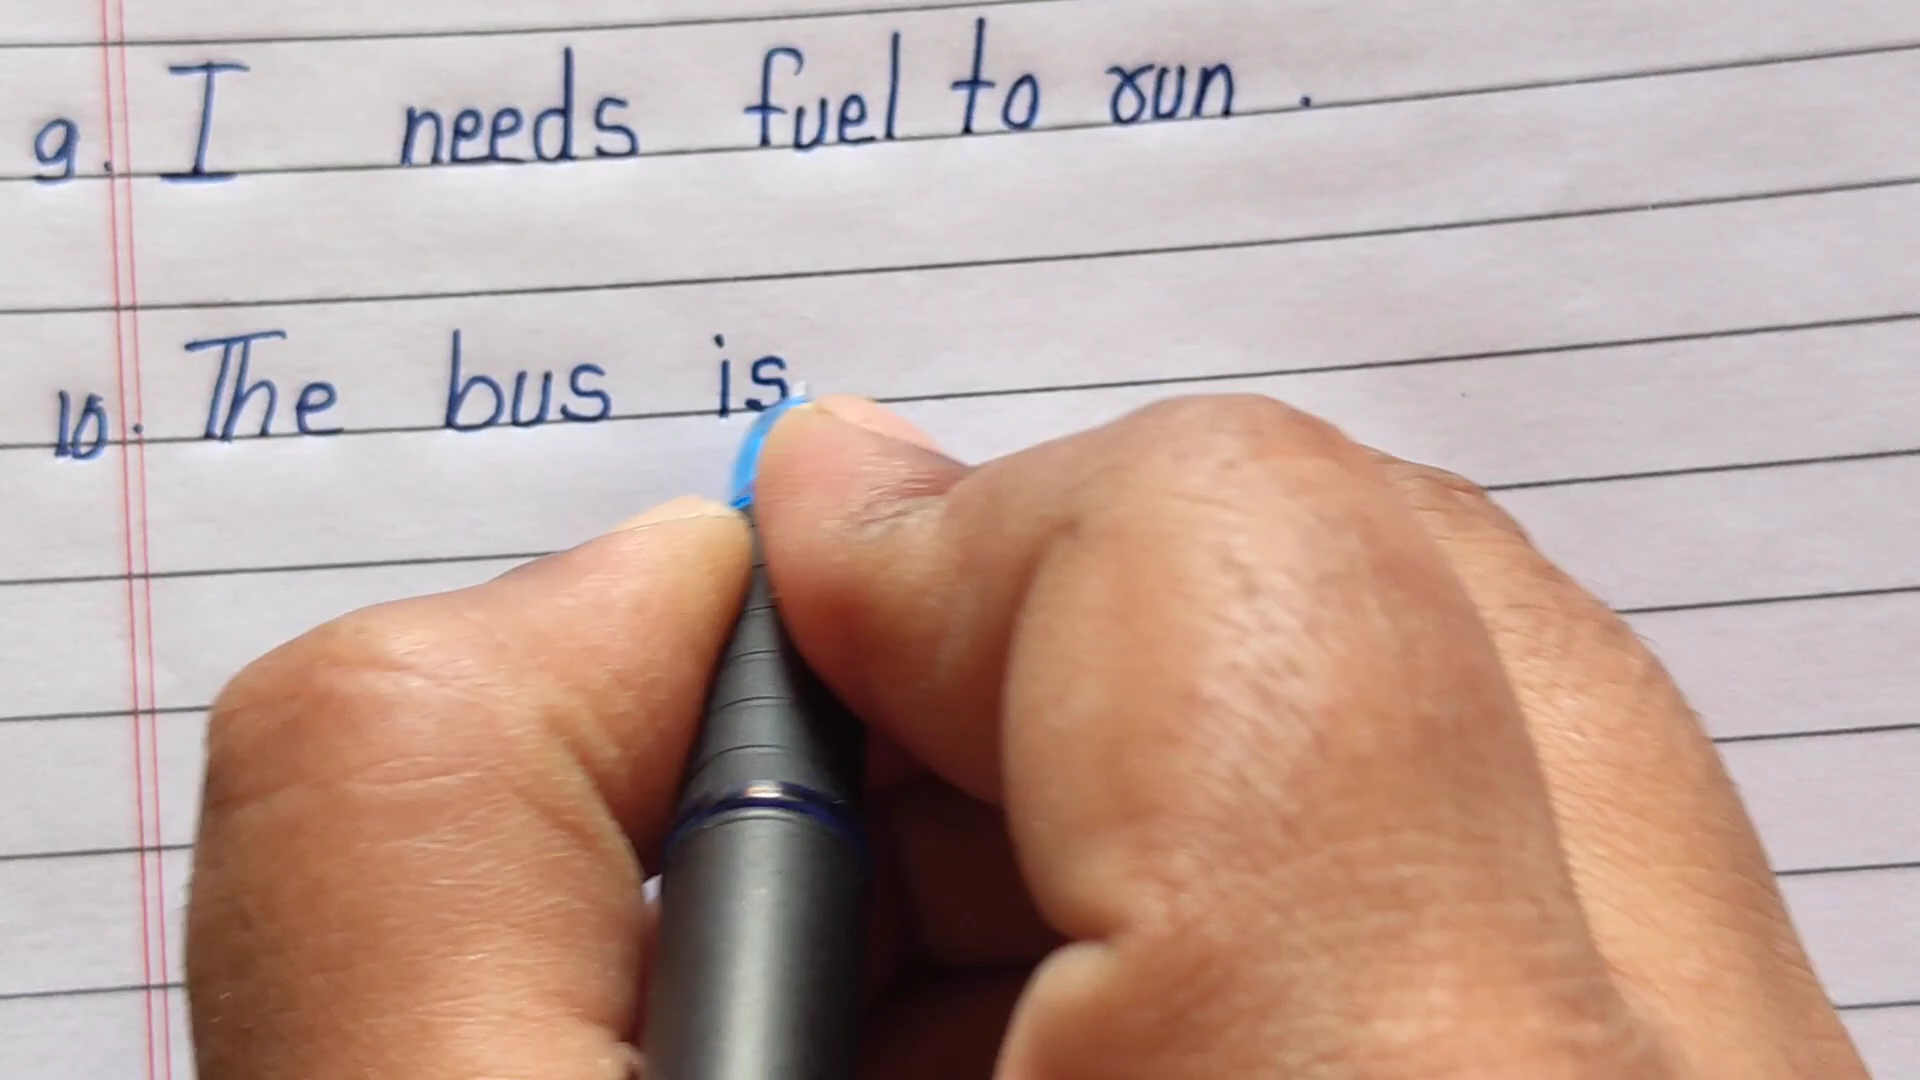 9. I needs fuel to run.
10. The bus is